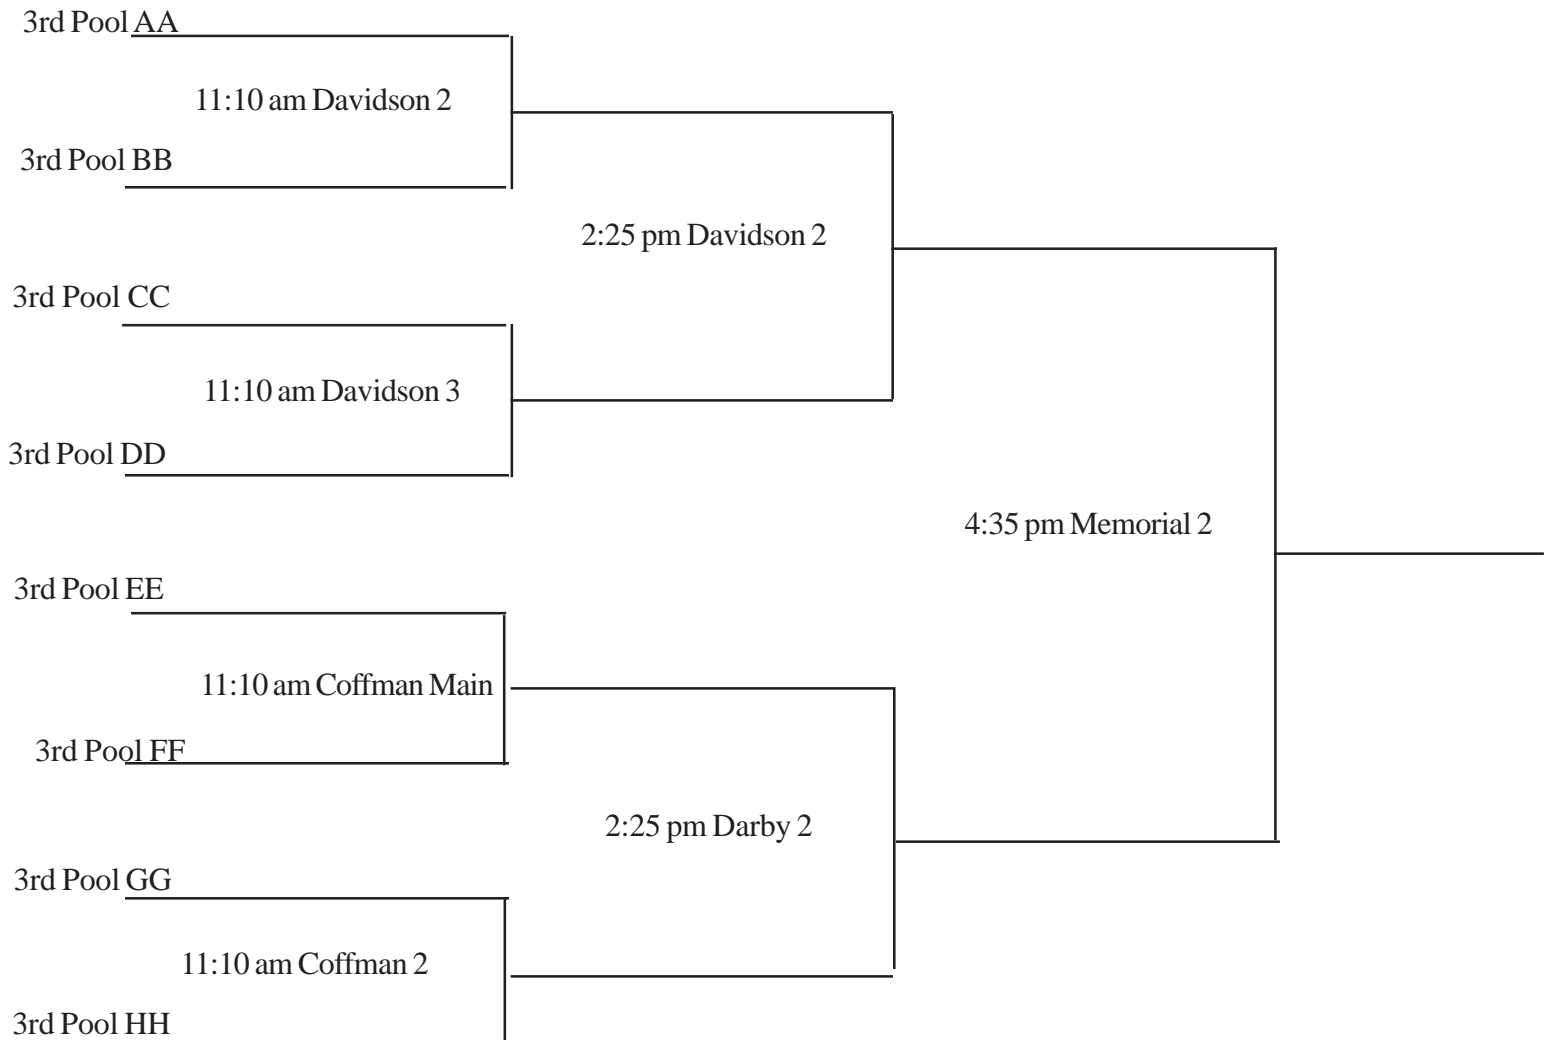 3rd Pool AA
11:10 am Davidson 2
3rd Pool BB
2:25 pm Davidson 2
3rd Pool CC
11:10 am Davidson 3
3rd Pool DD
4:35 pm Memorial 2
3rd Pool EE
11:10 am Coffman Main
3rd Pool FF
2:25 pm Darby 2
3rd Pool GG
11:10 am Coffman 2
3rd Pool HH